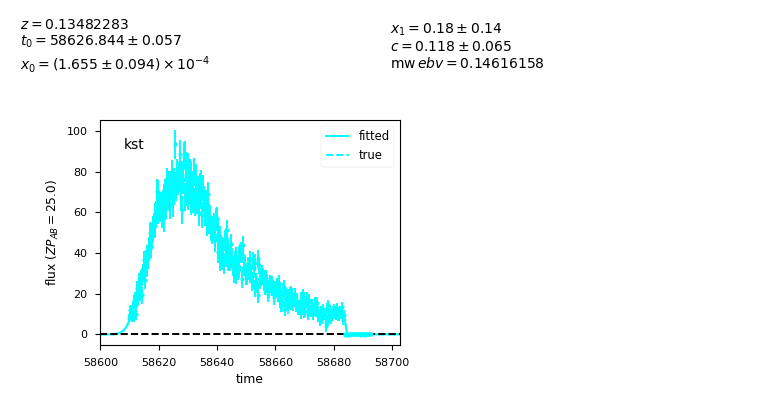 z = 0.13482283
t₀ = 58626.844 ± 0.057
x₀ = (1.655 ± 0.094) × 10⁻⁴
x₁ = 0.18 ± 0.14
c = 0.118 ± 0.065
mw ebv = 0.14616158
kst
fitted
true
100
80
60
40
20
0
flux (ZP_AB = 25.0)
58600 58620 58640 58660 58680 58700
time